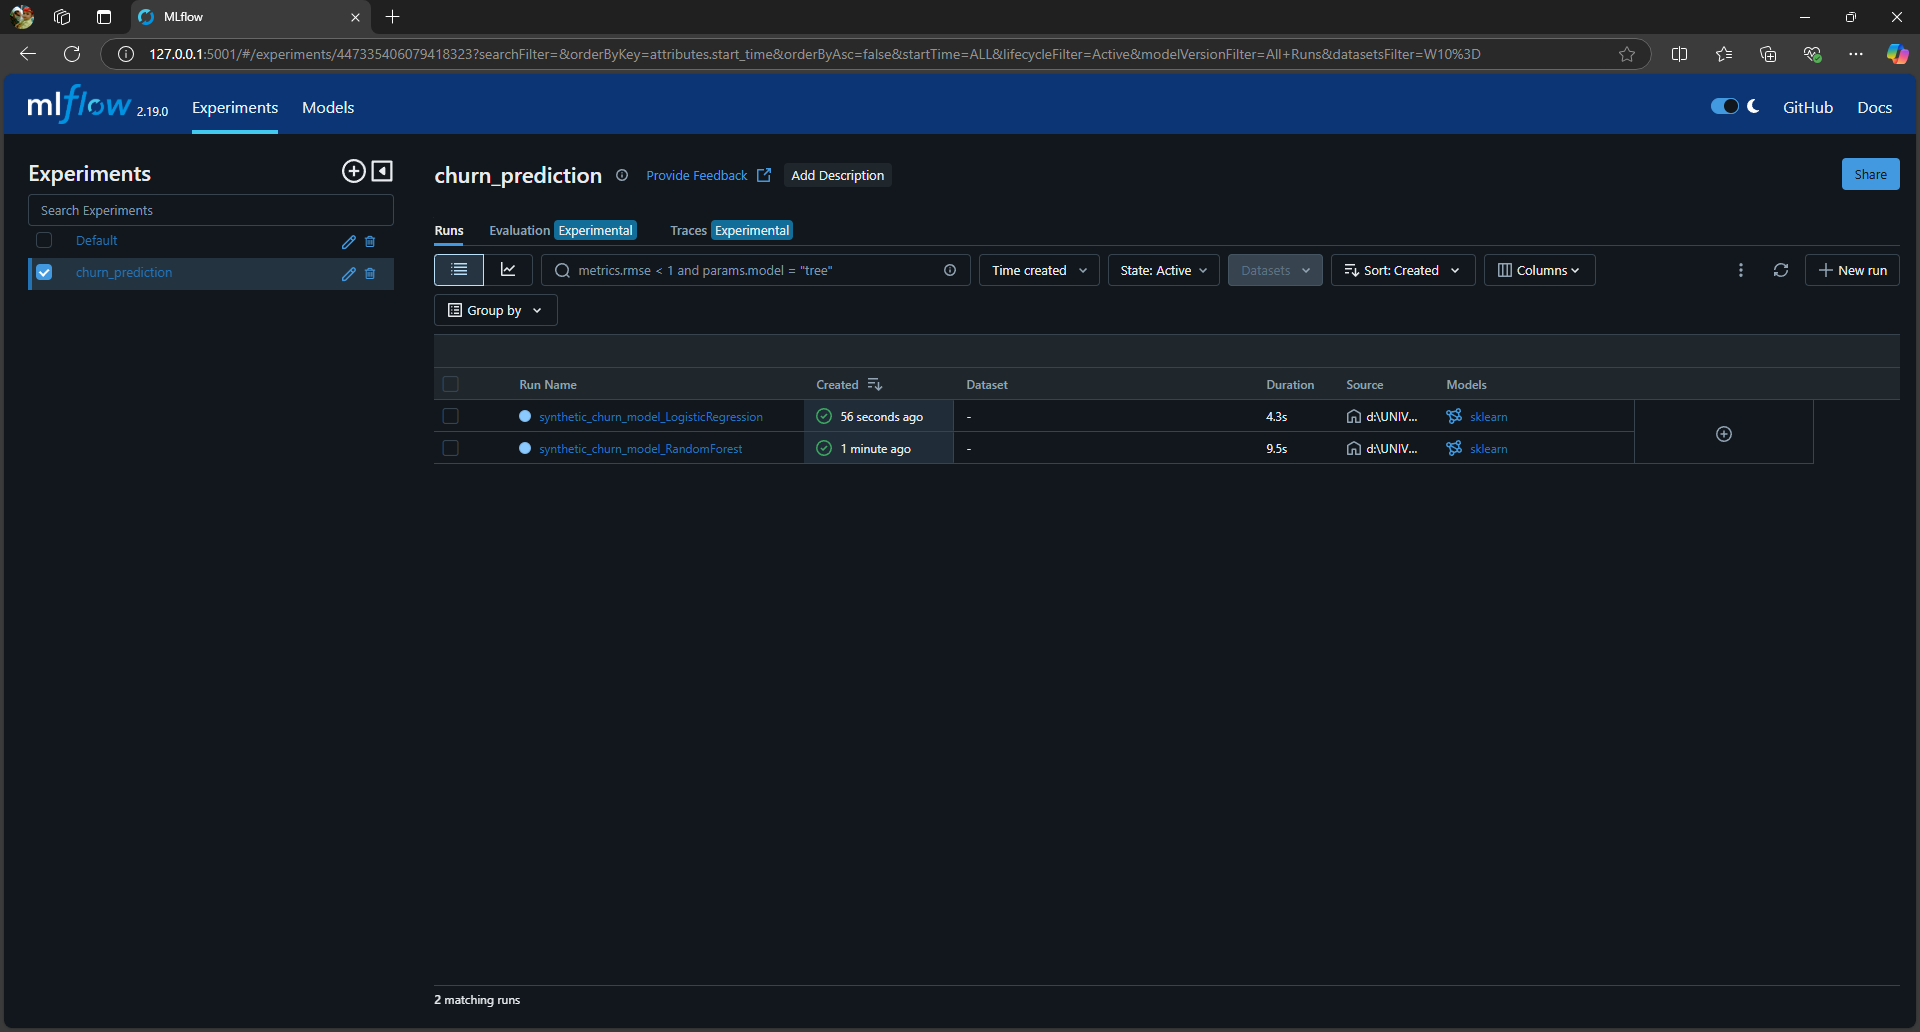 MLflow
127.0.0.1:5001/#/experiments/447335406079418323?searchFilter=&orderByKey=attributes.start_time&orderByAsc=false&startTime=ALL&lifecycleFilter=Active&modelVersionFilter=All+Runs&datasetsFilter=W10%3D
mlflow 2.19.0 Experiments Models GitHub Docs
Experiments
Search Experiments
Default
churn_prediction
churn_prediction Provide Feedback Add Description Share
Runs Evaluation Experimental Traces Experimental
metrics.rmse < 1 and params.model = "tree" Time created State: Active Datasets Sort: Created Columns New run
Group by
Run Name Created Dataset Duration Source Models
synthetic_churn_model_LogisticRegression 56 seconds ago - 4.3s d:\UNIV... sklearn
synthetic_churn_model_RandomForest 1 minute ago - 9.5s d:\UNIV... sklearn
2 matching runs